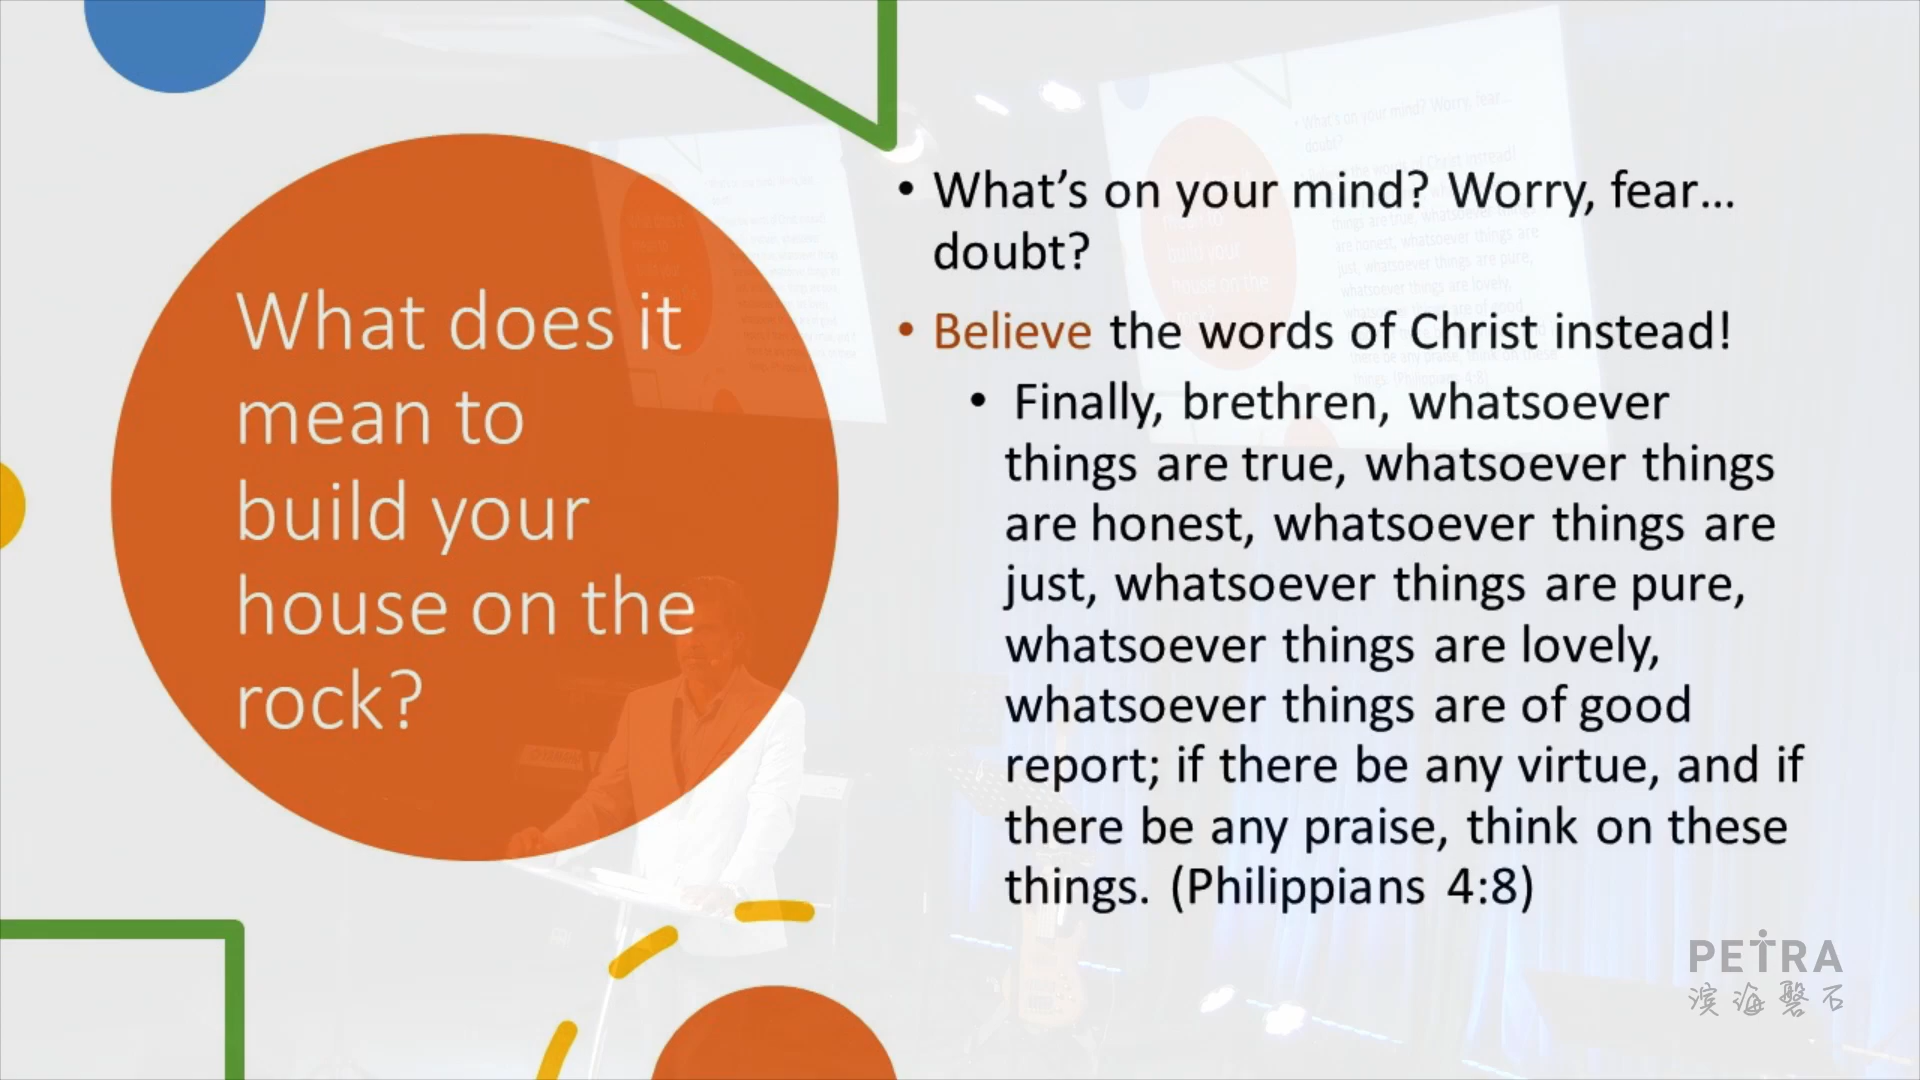 What does it
mean to
build your
house on the
rock?
• What’s on your mind? Worry, fear…
doubt?
• Believe the words of Christ instead!
• Finally, brethren, whatsoever
things are true, whatsoever things
are honest, whatsoever things are
just, whatsoever things are pure,
whatsoever things are lovely,
whatsoever things are of good
report; if there be any virtue, and if
there be any praise, think on these
things. (Philippians 4:8)
PETRA
滨海磐石